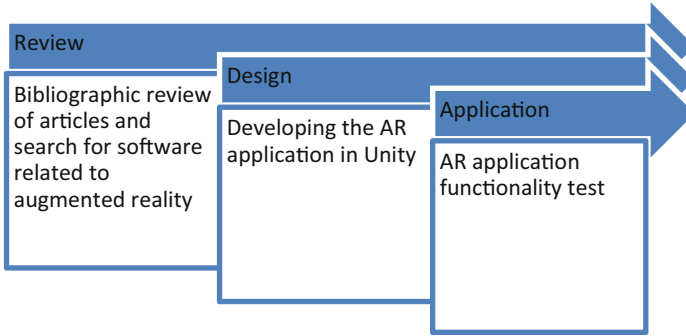 Review
Bibliographic review
of articles and
search for software
related to
augmented reality
Design
Developing the AR
application in Unity
Application
AR application
functionality test